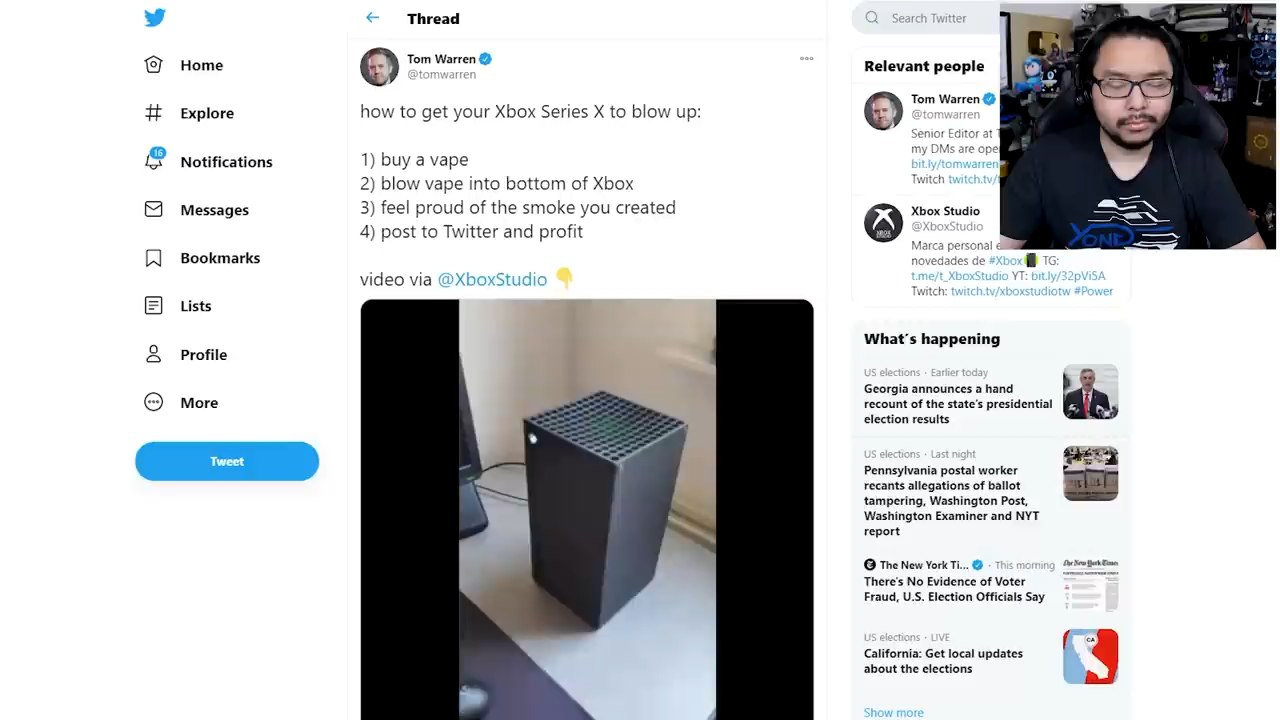 Home
Explore
16
Notifications
Messages
Bookmarks
Lists
Profile
More
Tweet
Thread
Tom Warren
@tomwarren
how to get your Xbox Series X to blow up:
1) buy a vape
2) blow vape into bottom of Xbox
3) feel proud of the smoke you created
4) post to Twitter and profit
video via @XboxStudio
Search Twitter
Relevant people
Tom Warren
@tomwarren
Senior Editor at
my DMs are
bit.ly/tomwarren
Twitch twitch.tv/
Xbox Studio
@XboxStudio
Marca personal
novedades de #Xbox TG:
t.me/t_XboxStudio YT: bit.ly/32pVi5A
Twitch: twitch.tv/xboxstudiotw #Power
What's happening
US elections · Earlier today
Georgia announces a hand
recount of the state's presidential
election results
US elections · Last night
Pennsylvania postal worker
recants allegations of ballot
tampering, Washington Post,
Washington Examiner and NYT
report
The New York Ti... · This morning
There's No Evidence of Voter
Fraud, U.S. Election Officials Say
US elections · LIVE
California: Get local updates
about the elections
CA
Show more